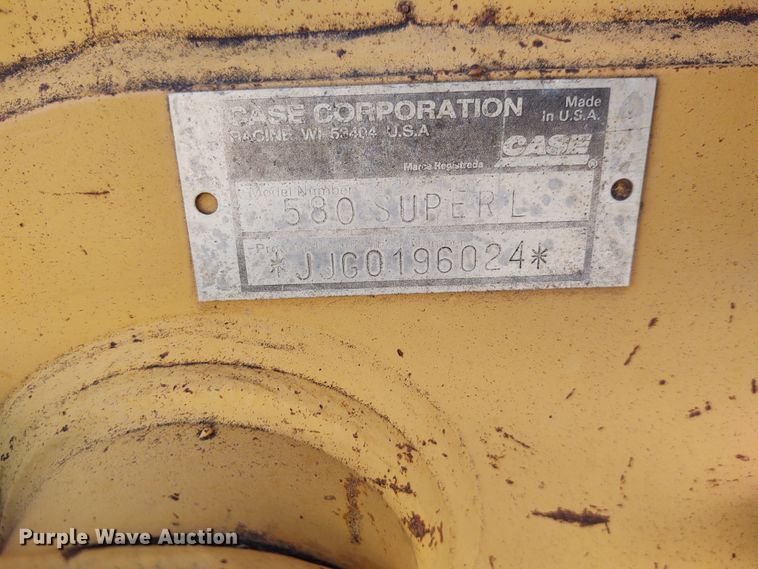 CASE CORPORATION
RACINE WI 53404 U.S.A
Made
in U.S.A.
CASE
®
Marca Registrada
Model Number
580 SUPER L
*JJG0196024*
Purple Wave Auction